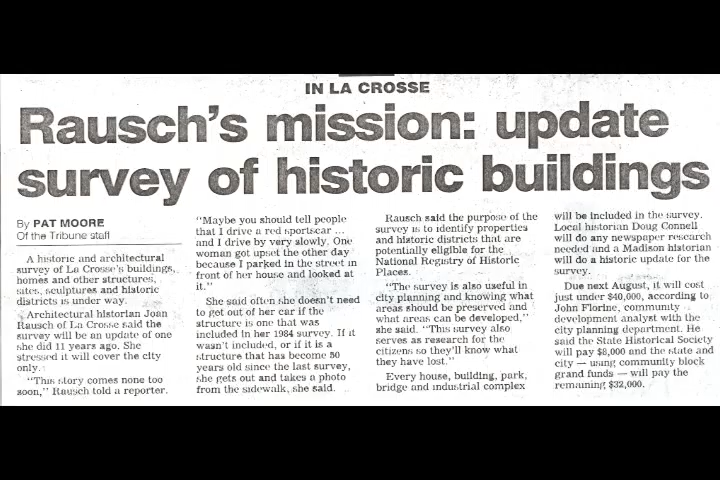 IN LA CROSSE
Rausch's mission: update
survey of historic buildings
By PAT MOORE
Of the Tribune staff
A historic and architectural
survey of La Crosse's buildings,
homes and other structures,
sites, sculptures and historic
districts is under way.
Architectural historian Joan
Rausch of La Crosse said the
survey will be an update of one
she did 11 years ago. She
stressed it will cover the city
only.
"This story comes none too
soon," Rausch told a reporter.
"Maybe you should tell people
that I drive a red sportscar ...
and I drive by very slowly. One
woman got upset the other day
because I parked in the street in
front of her house and looked at
it."
She said often she doesn't need
to get out of her car if the
structure is one that was
included in her 1984 survey. If it
wasn't included, or if it is a
structure that has become 50
years old since the last survey,
she gets out and takes a photo
from the sidewalk, she said.
Rausch said the purpose of the
survey is to identify properties
and historic districts that are
potentially eligible for the
National Registry of Historic
Places.
"The survey is also useful in
city planning and knowing what
areas should be preserved and
what areas can be developed,"
she said. "This survey also
serves as research for the
citizens so they'll know what
they have lost."
Every house, building, park,
bridge and industrial complex
will be included in the survey.
Local historian Doug Connell
will do any newspaper research
needed and a Madison historian
will do a historic update for the
survey.
Due next August, it will cost
just under $40,000, according to
John Florine, community
development analyst with the
city planning department. He
said the State Historical Society
will pay $8,000 and the state and
city — using community block
grand funds — will pay the
remaining $32,000.